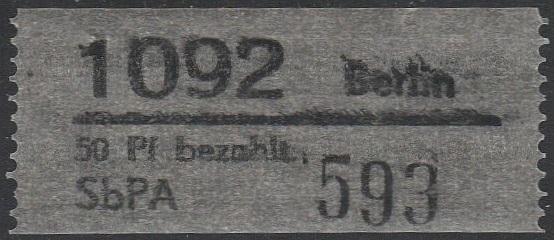 1092 Berlin
50 Pf bezahlt.
SbPA 593